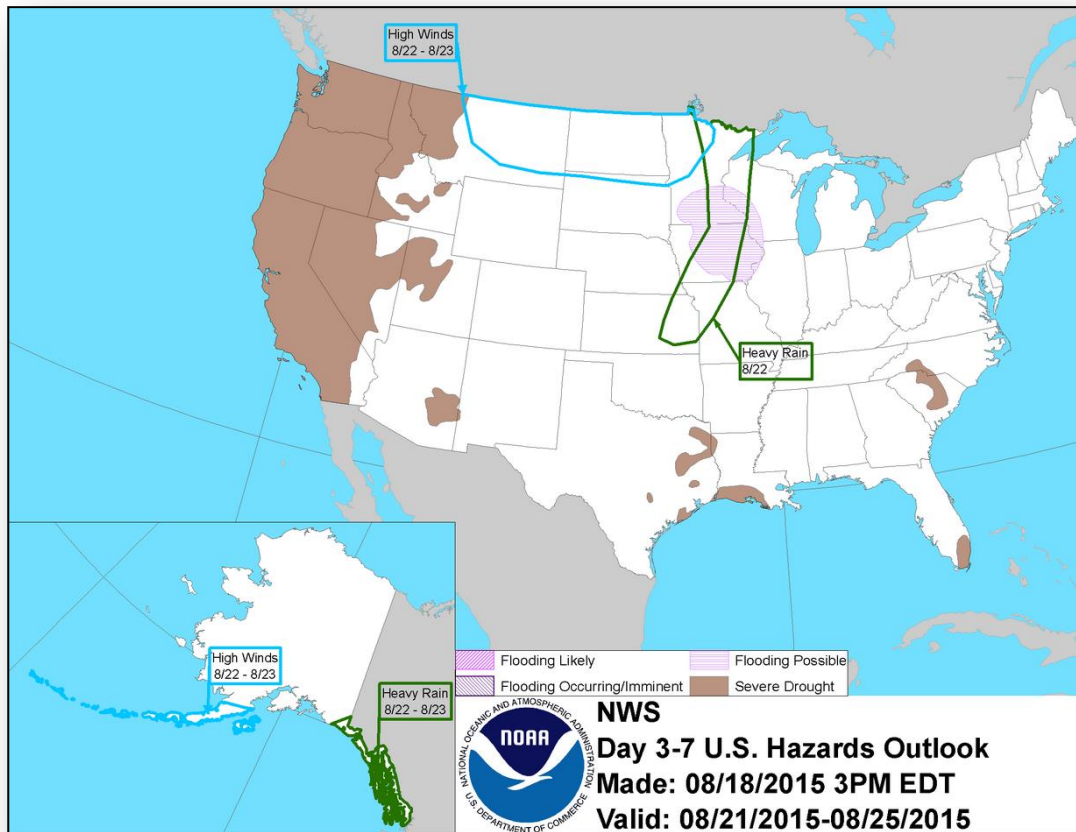 High Winds
8/22 - 8/23
Heavy Rain
8/22
High Winds
8/22 - 8/23
Heavy Rain
8/22 - 8/23
Flooding Likely
Flooding Possible
Flooding Occurring/Imminent
Severe Drought
NATIONAL OCEANIC AND ATMOSPHERIC ADMINISTRATION
NOAA
U.S. DEPARTMENT OF COMMERCE
NWS
Day 3-7 U.S. Hazards Outlook
Made: 08/18/2015 3PM EDT
Valid: 08/21/2015-08/25/2015